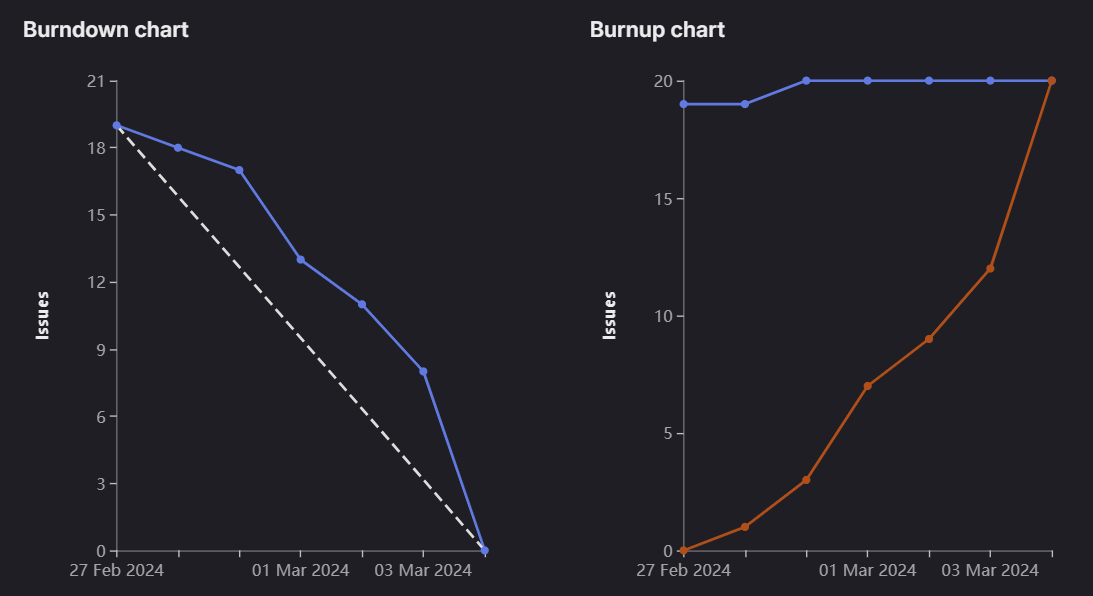 Burndown chart
21
18
15
12
9
6
3
0
Issues
27 Feb 2024
01 Mar 2024
03 Mar 2024
Burnup chart
20
15
10
5
0
Issues
27 Feb 2024
01 Mar 2024
03 Mar 2024